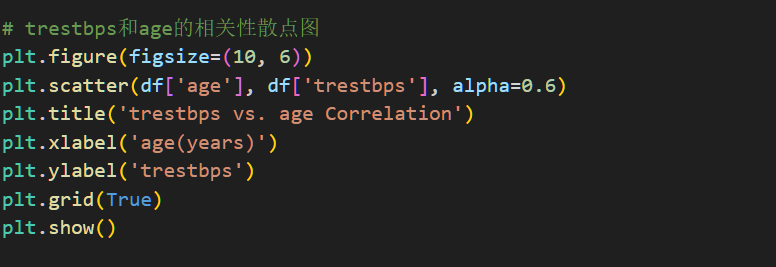 # trestbps和age的相关性散点图
plt.figure(figsize=(10, 6))
plt.scatter(df['age'], df['trestbps'], alpha=0.6)
plt.title('trestbps vs. age Correlation')
plt.xlabel('age(years)')
plt.ylabel('trestbps')
plt.grid(True)
plt.show()